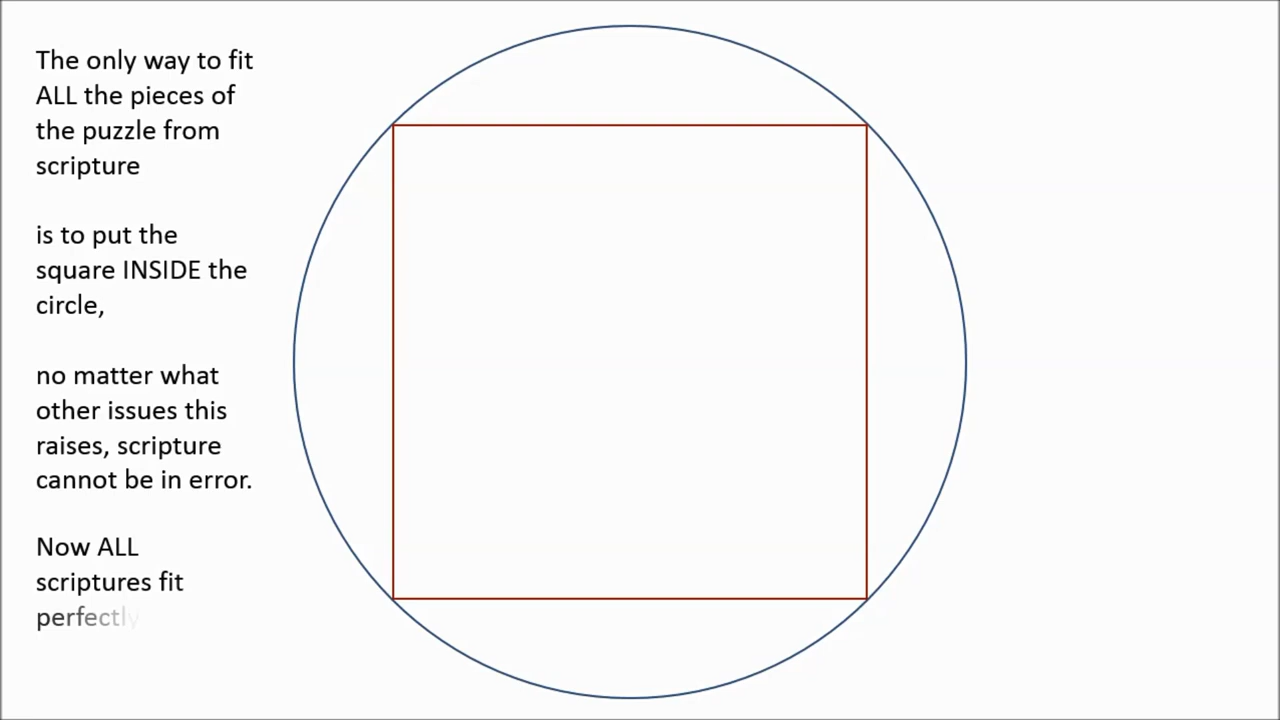 The only way to fit
ALL the pieces of
the puzzle from
scripture
is to put the
square INSIDE the
circle,
no matter what
other issues this
raises, scripture
cannot be in error.
Now ALL
scriptures fit
perfectly